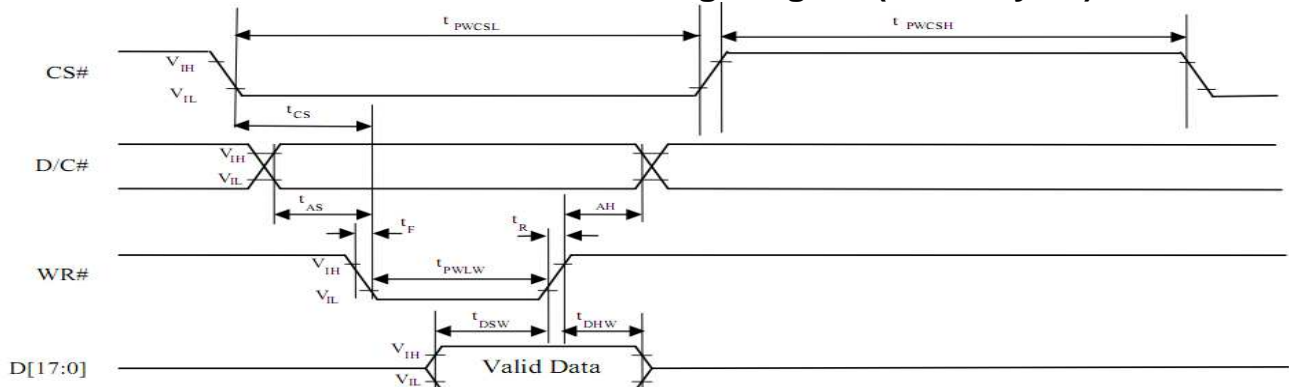 t PWCSL
t PWCSH
CS#
VIH
VIL
tCS
D/C#
VIH
VIL
tAS
tF
tR
AH
WR#
VIH
VIL
tPWLW
tDSW
tDHW
D[17:0]
VIH
VIL
Valid Data